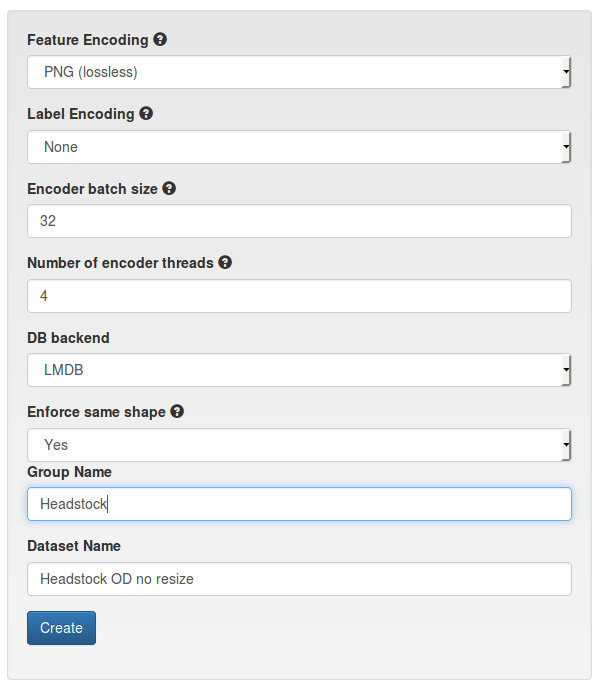 Feature Encoding
PNG (lossless)
Label Encoding
None
Encoder batch size
32
Number of encoder threads
4
DB backend
LMDB
Enforce same shape
Yes
Group Name
Headstock
Dataset Name
Headstock OD no resize
Create